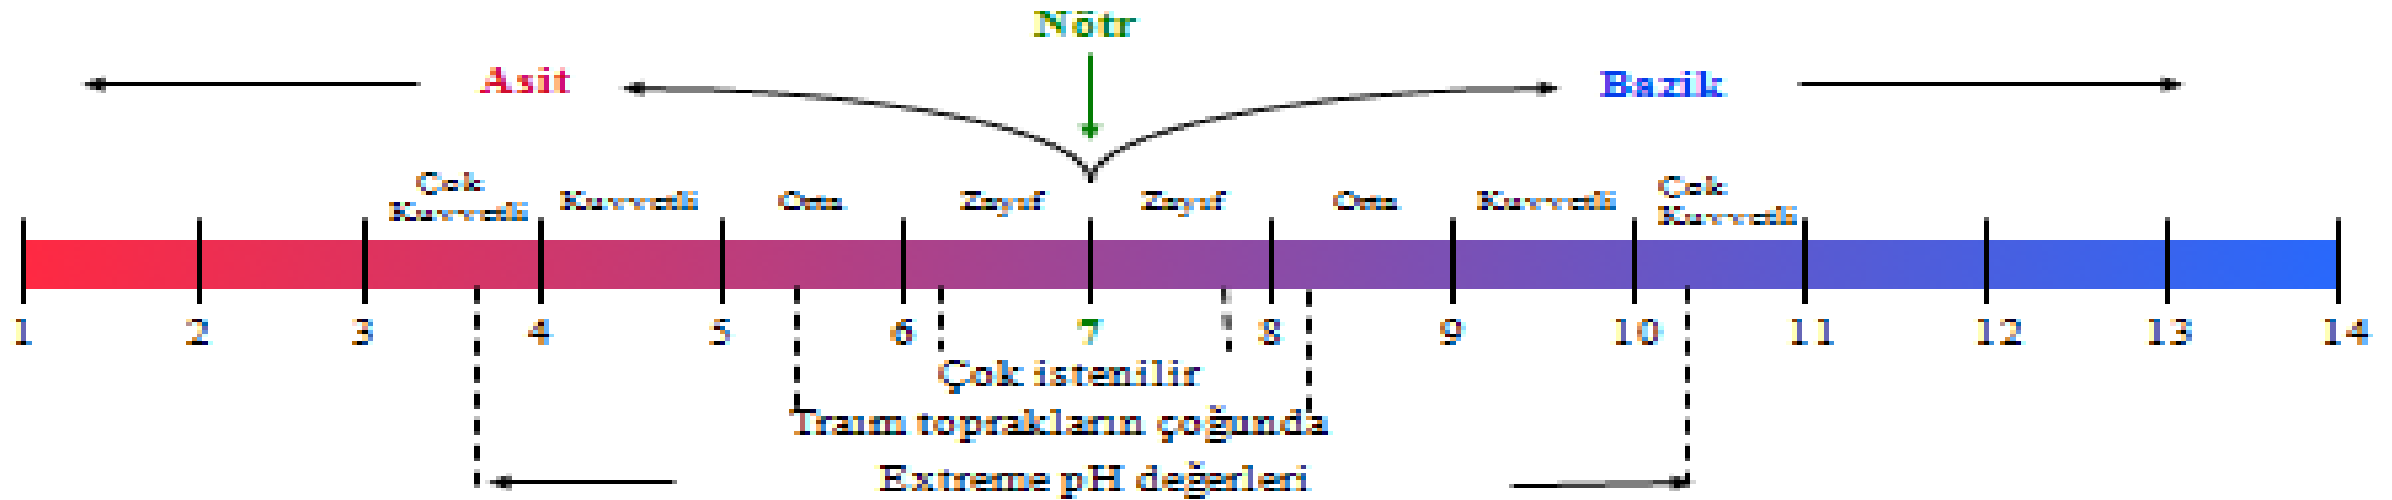 Nötr
Asit
Bazik
Çok
Kuvvetli
Kuvvetli
Orta
Zayıf
Zayıf
Orta
Kuvvetli
Çok
Kuvvetli
1 2 3 4 5 6 7 8 9 10 11 12 13 14
Çok istenilir
Traım toprakların çoğunda
Extreme pH değerleri